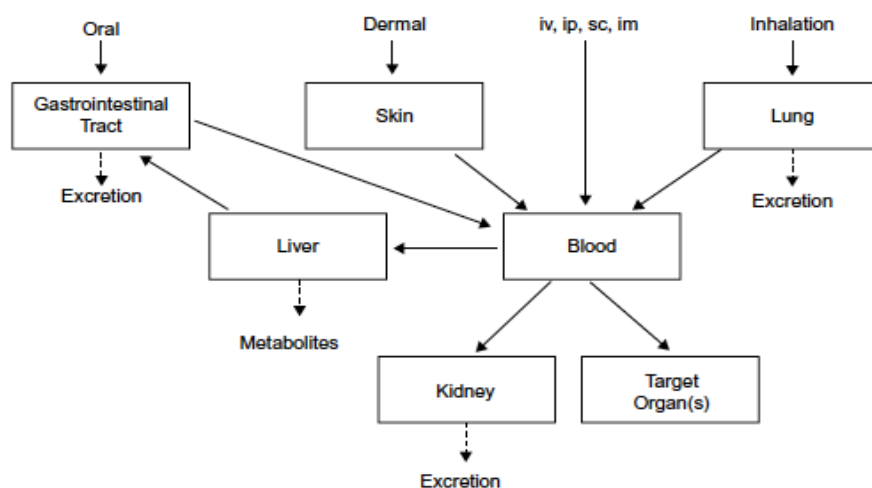 Oral
Dermal
iv, ip, sc, im
Inhalation
Gastrointestinal
Tract
Skin
Lung
Excretion
Excretion
Liver
Blood
Metabolites
Kidney
Target
Organ(s)
Excretion